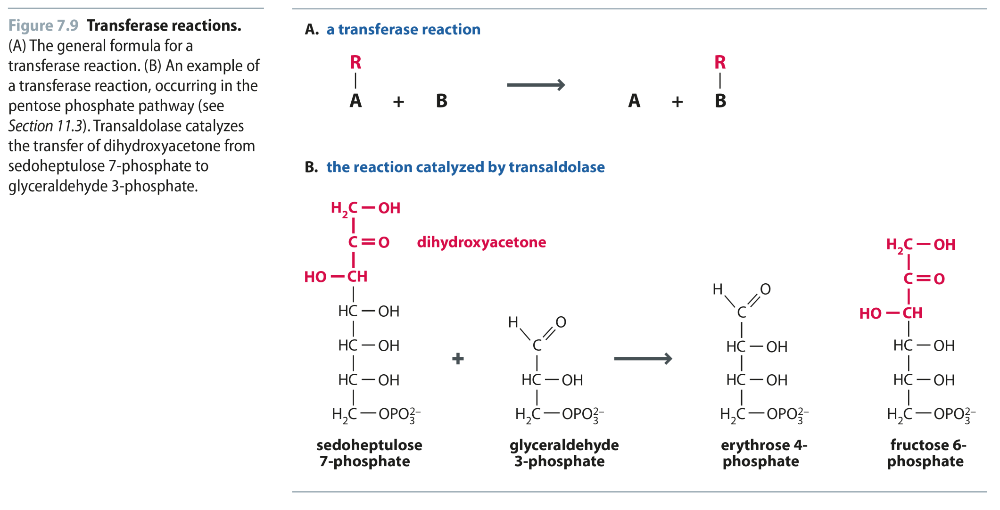 Figure 7.9 Transferase reactions.
(A) The general formula for a
transferase reaction. (B) An example of
a transferase reaction, occurring in the
pentose phosphate pathway (see
Section 11.3). Transaldolase catalyzes
the transfer of dihydroxyacetone from
sedoheptulose 7-phosphate to
glyceraldehyde 3-phosphate.
A. a transferase reaction
R
A + B
R
A + B
B. the reaction catalyzed by transaldolase
H₂C — OH
C = O
HO — CH
HC — OH
HC — OH
HC — OH
H₂C — OPO₃²⁻
dihydroxyacetone
sedoheptulose
7-phosphate
+
H O
C
HC — OH
H₂C — OPO₃²⁻
glyceraldehyde
3-phosphate
H O
C
HC — OH
HC — OH
H₂C — OPO₃²⁻
erythrose 4-
phosphate
H₂C — OH
C = O
HO — CH
HC — OH
HC — OH
H₂C — OPO₃²⁻
fructose 6-
phosphate